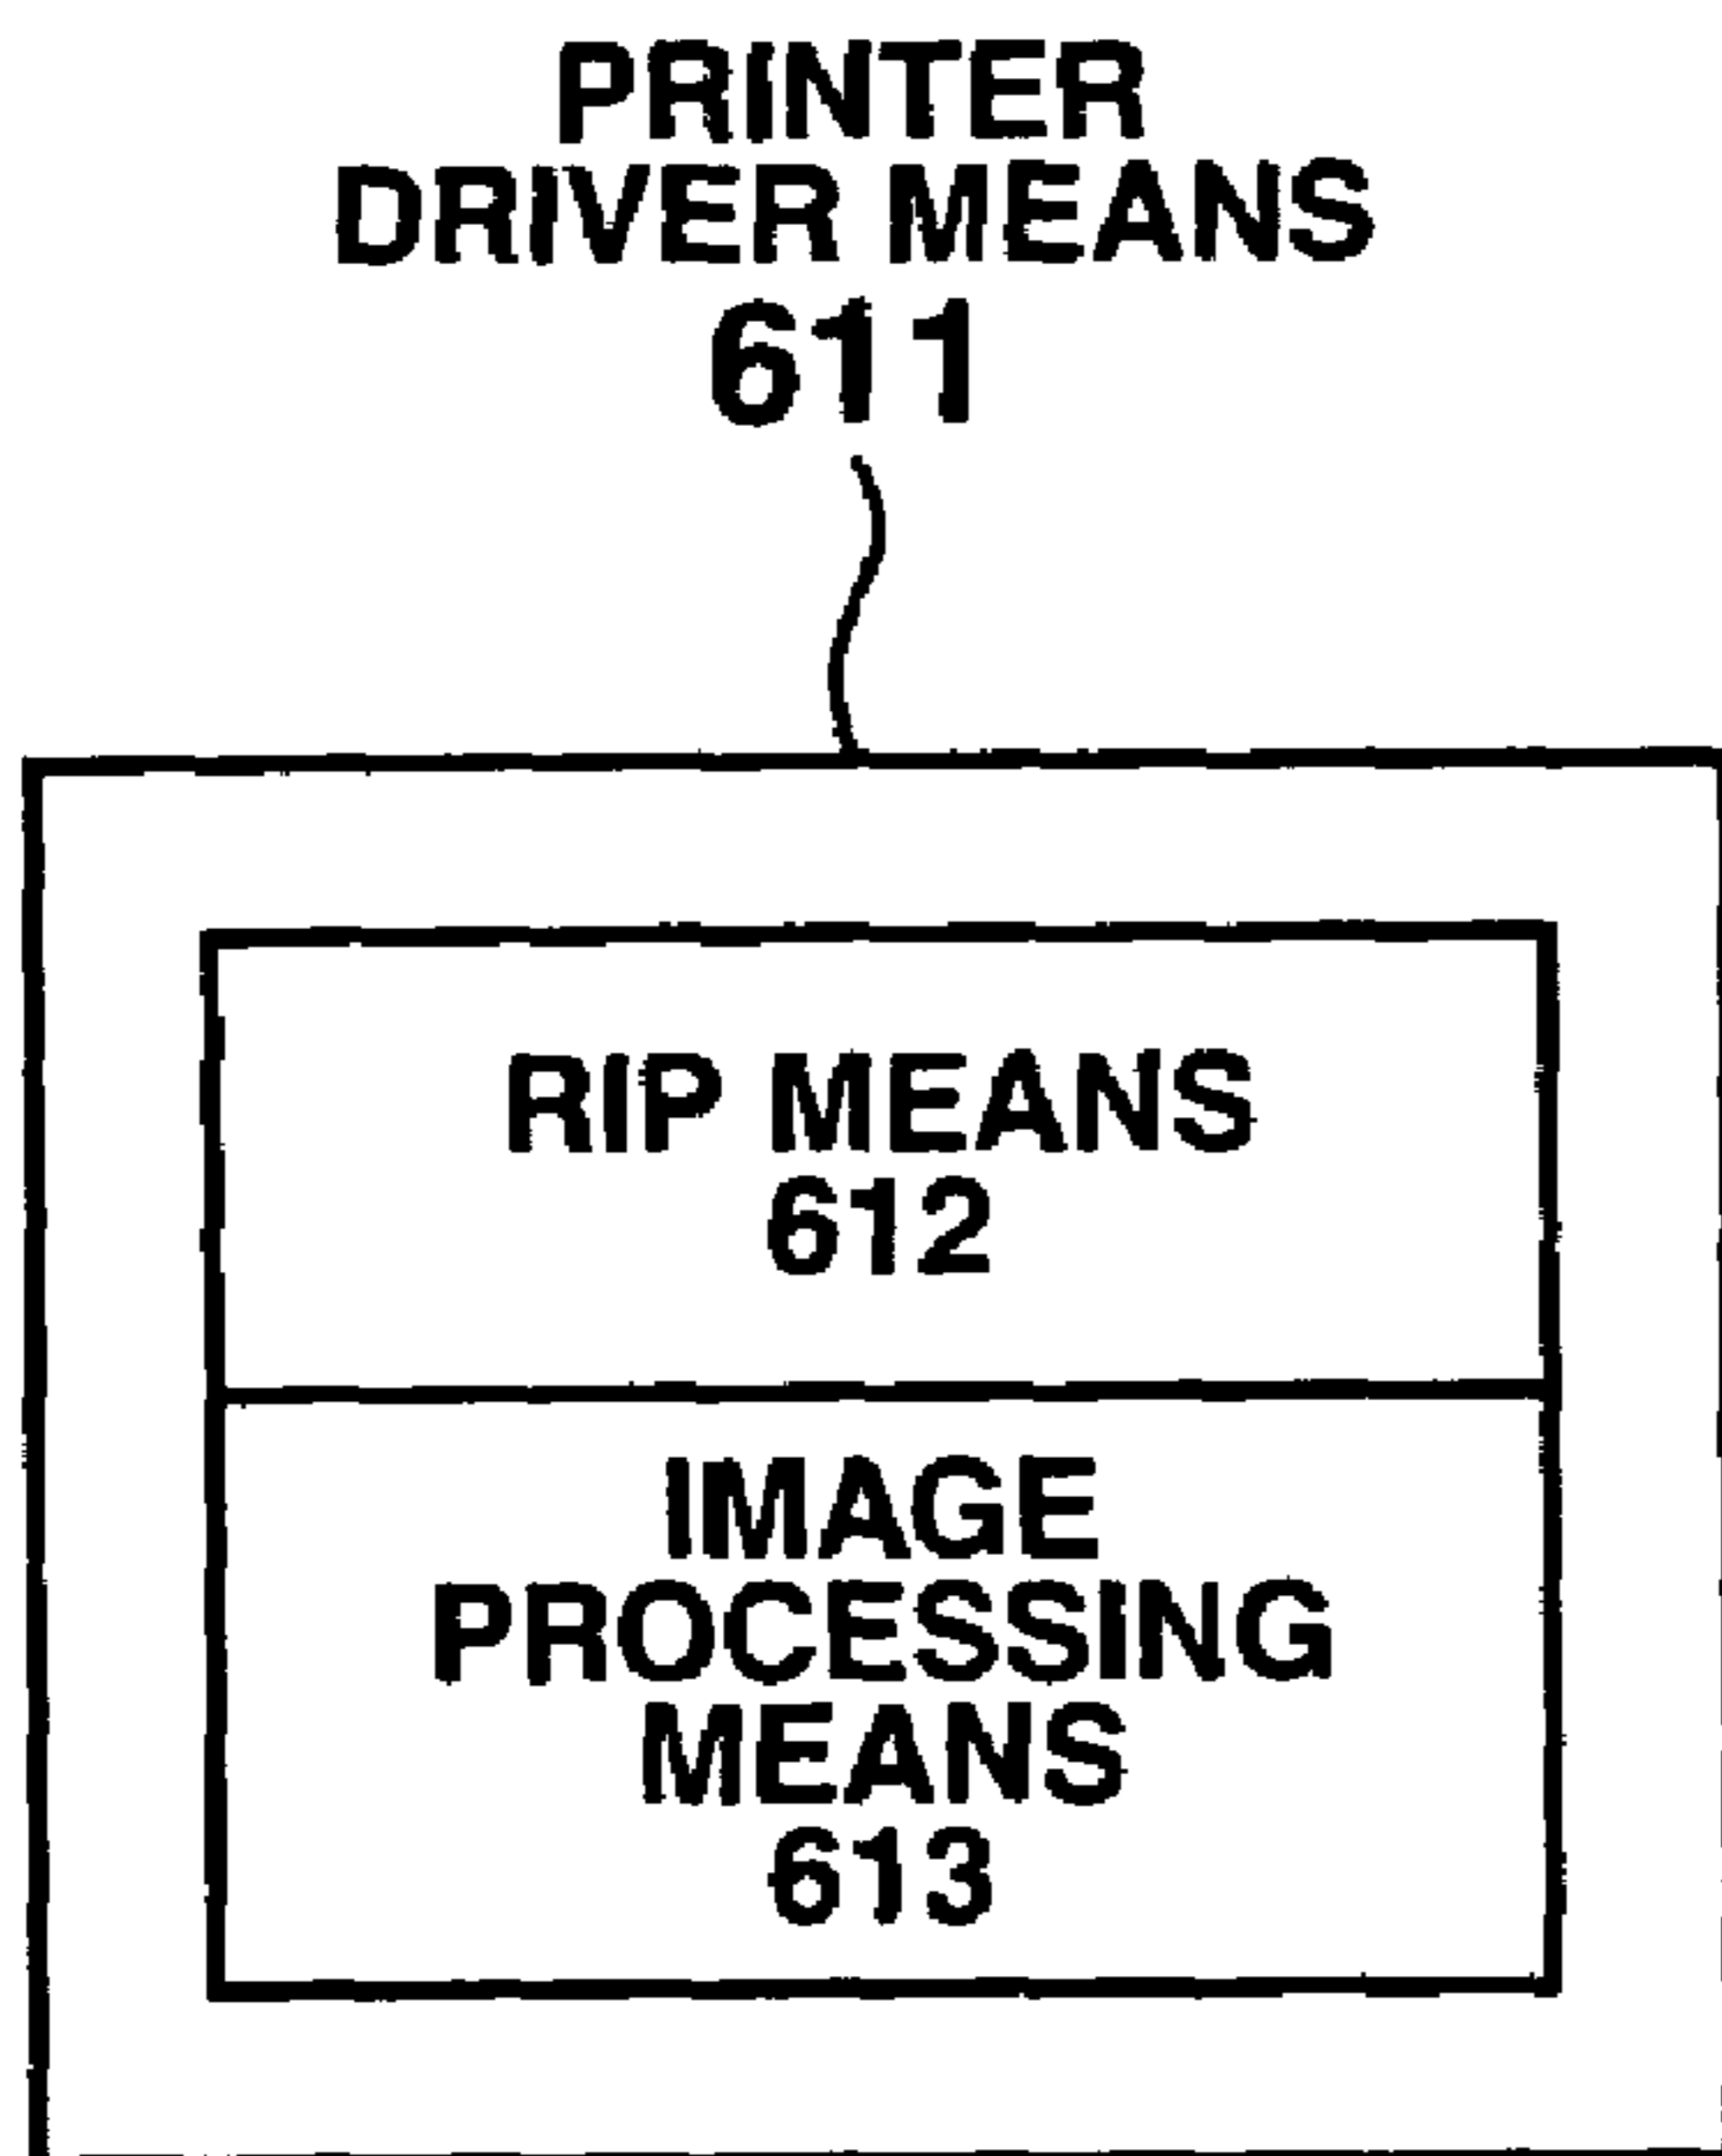 PRINTER
DRIVER MEANS
611
RIP MEANS
612
IMAGE
PROCESSING
MEANS
613